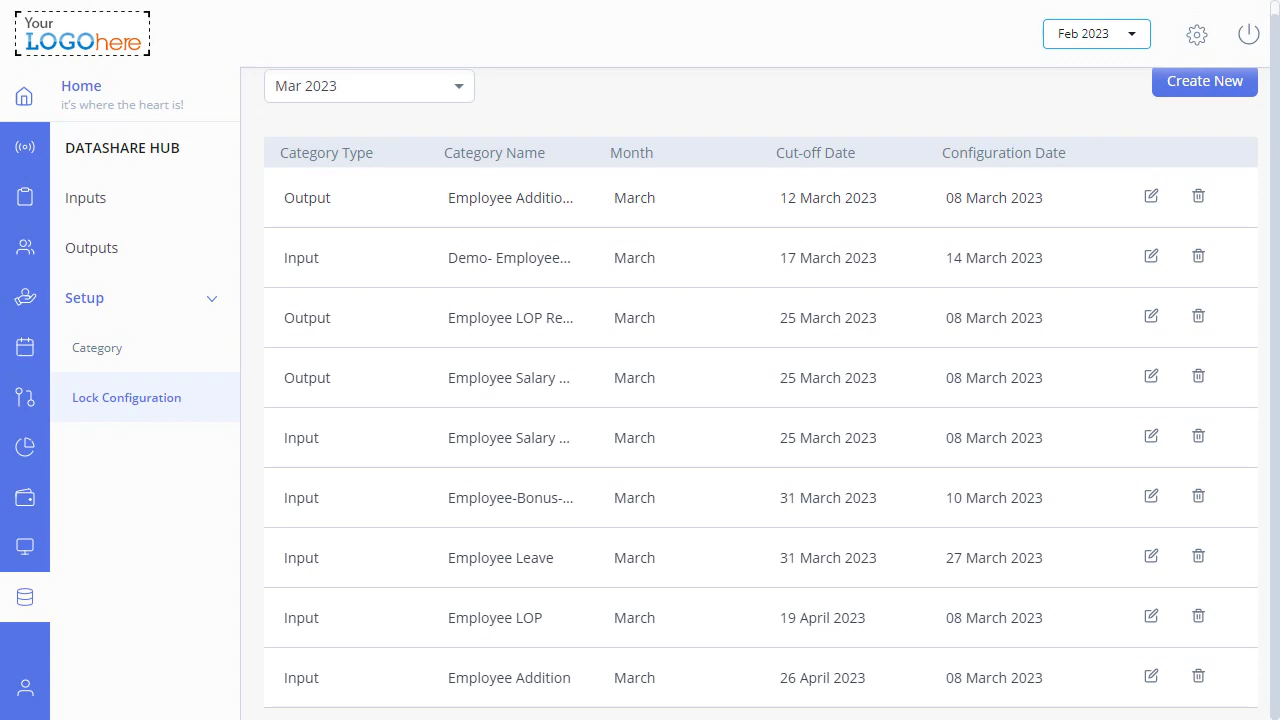 Your
LOGOhere
Feb 2023
Home
it's where the heart is!
Mar 2023
Create New
DATASHARE HUB
Inputs
Outputs
Setup
Category
Lock Configuration
Category Type Category Name Month Cut-off Date Configuration Date
Output Employee Additio... March 12 March 2023 08 March 2023
Input Demo- Employee... March 17 March 2023 14 March 2023
Output Employee LOP Re... March 25 March 2023 08 March 2023
Output Employee Salary ... March 25 March 2023 08 March 2023
Input Employee Salary ... March 25 March 2023 08 March 2023
Input Employee-Bonus-... March 31 March 2023 10 March 2023
Input Employee Leave March 31 March 2023 27 March 2023
Input Employee LOP March 19 April 2023 08 March 2023
Input Employee Addition March 26 April 2023 08 March 2023